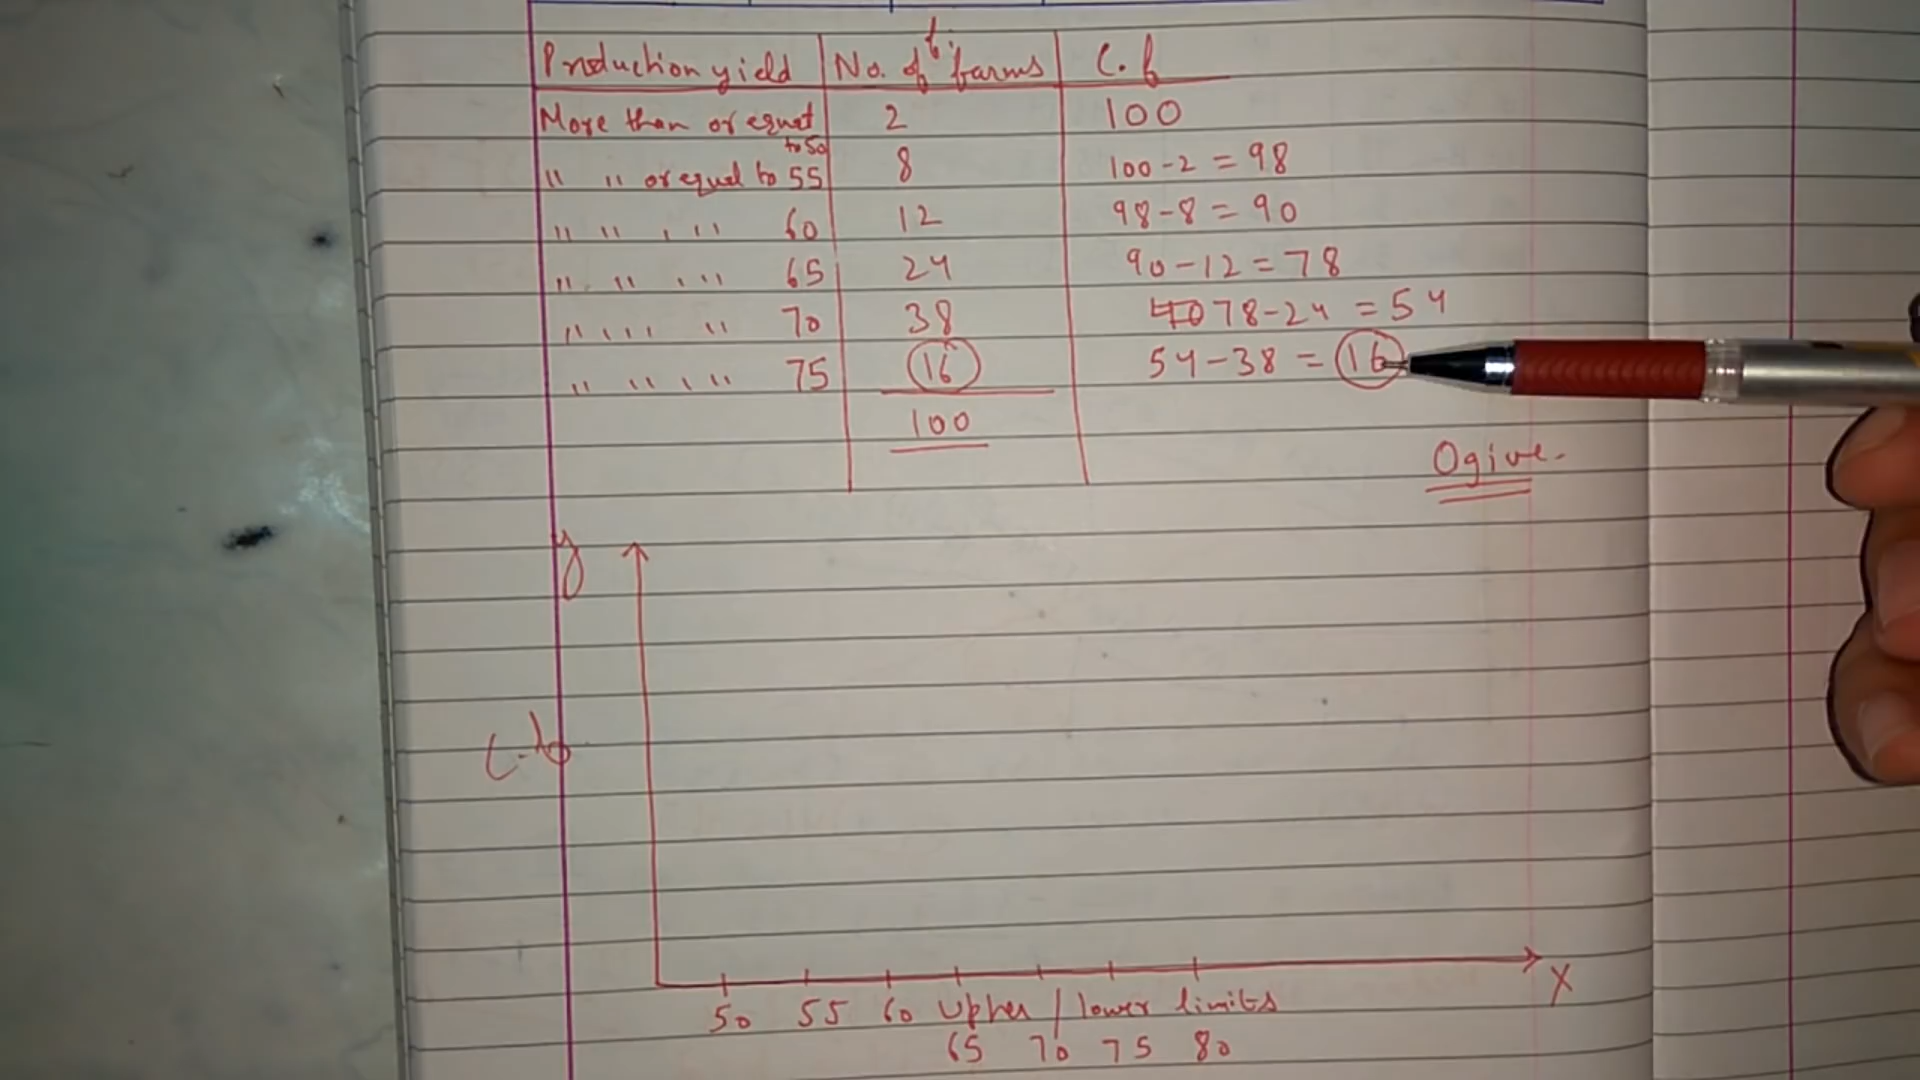 Production yield No. of farms C.f
fi
More than or equal to 50 2 100
" " or equal to 55 8 100-2 = 98
" " " " 60 12 98-8 = 90
" " " " 65 24 90-12 = 78
" " " " 70 38 78-24 = 54
" " " " 75 16 54-38 = 16
100
Ogive.
y
C.f
X
50 55 60 Upper / lower limits
65 70 75 80